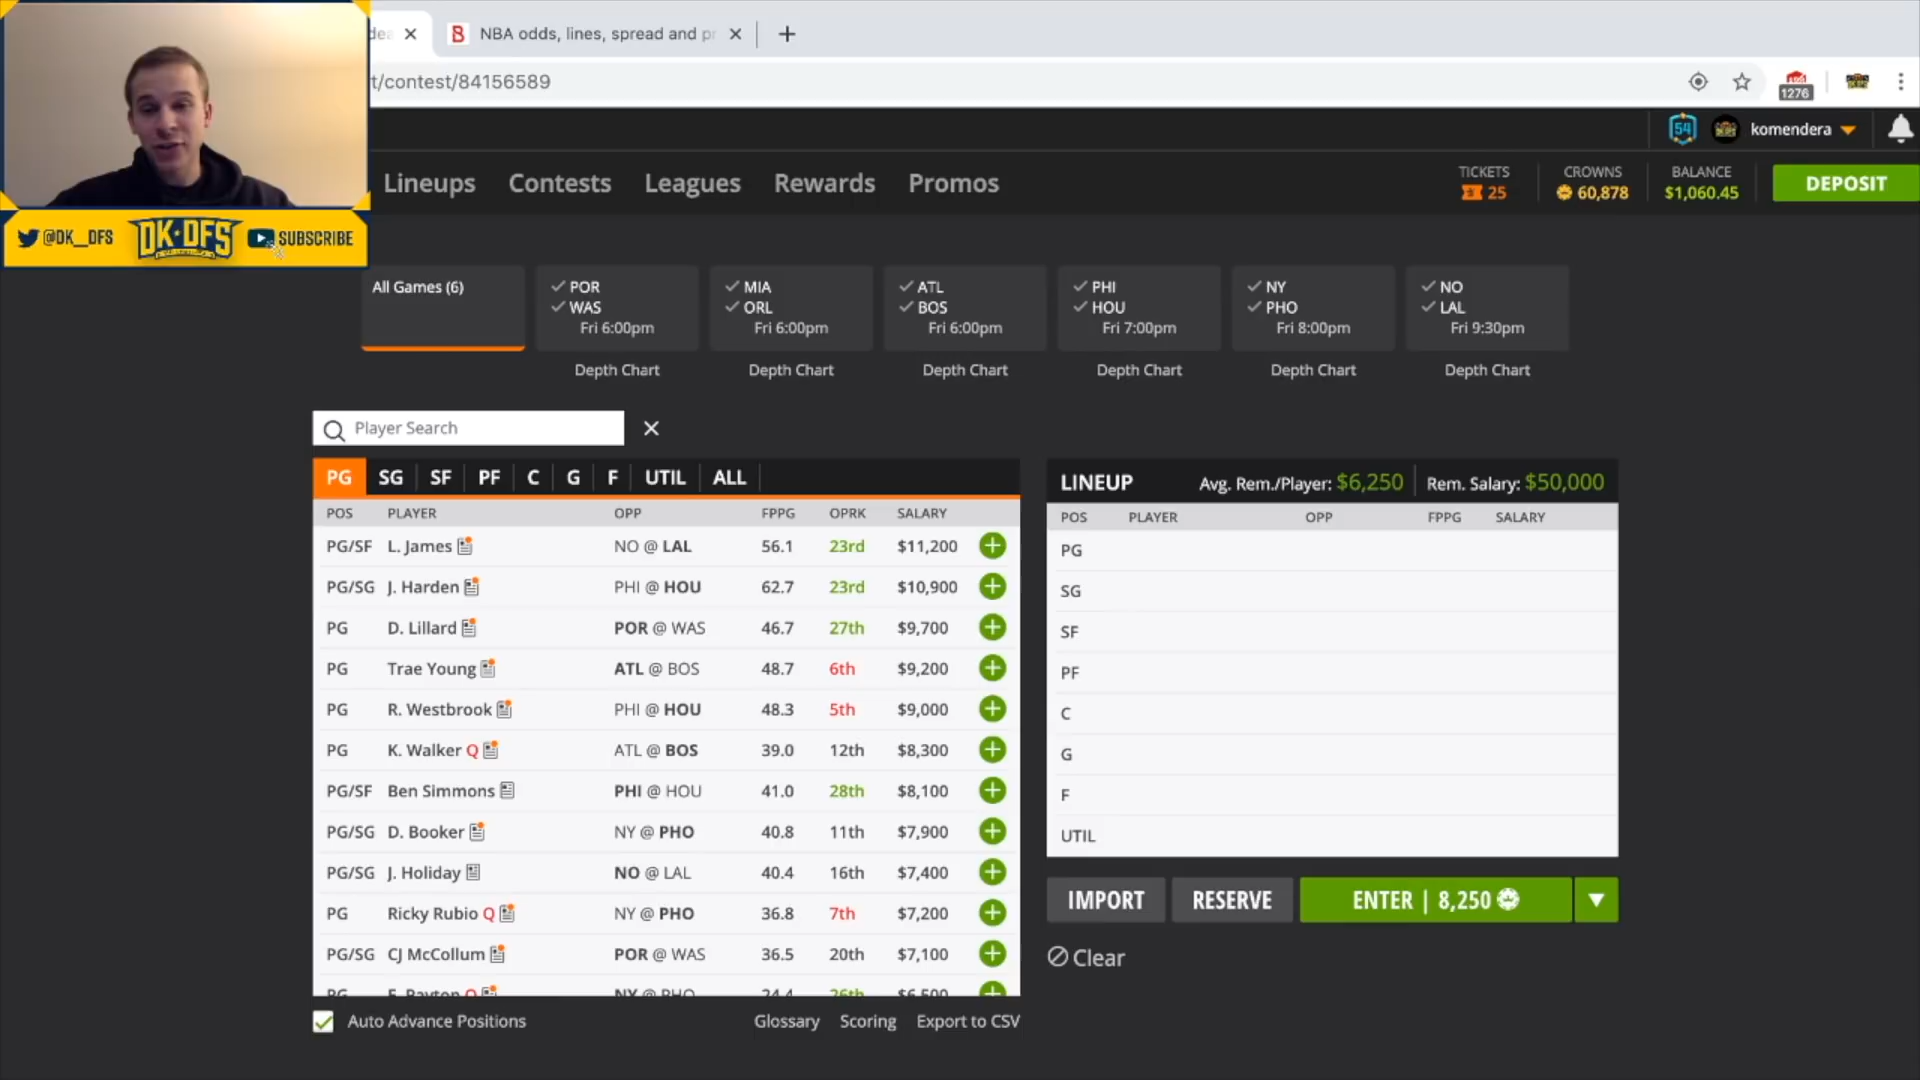 NBA odds, lines, spread and pr
t/contest/84156589
1276
54
komendera
Lineups Contests Leagues Rewards Promos
TICKETS
25
CROWNS
60,878
BALANCE
$1,060.45
DEPOSIT
@DK__DFS DK DFS SUBSCRIBE
All Games (6)
POR
WAS
Fri 6:00pm
Depth Chart
MIA
ORL
Fri 6:00pm
Depth Chart
ATL
BOS
Fri 6:00pm
Depth Chart
PHI
HOU
Fri 7:00pm
Depth Chart
NY
PHO
Fri 8:00pm
Depth Chart
NO
LAL
Fri 9:30pm
Depth Chart
Player Search
PG SG SF PF C G F UTIL ALL
POS PLAYER OPP FPPG OPRK SALARY
PG/SF L. James NO @ LAL 56.1 23rd $11,200
PG/SG J. Harden PHI @ HOU 62.7 23rd $10,900
PG D. Lillard POR @ WAS 46.7 27th $9,700
PG Trae Young ATL @ BOS 48.7 6th $9,200
PG R. Westbrook PHI @ HOU 48.3 5th $9,000
PG K. Walker Q ATL @ BOS 39.0 12th $8,300
PG/SF Ben Simmons PHI @ HOU 41.0 28th $8,100
PG/SG D. Booker NY @ PHO 40.8 11th $7,900
PG/SG J. Holiday NO @ LAL 40.4 16th $7,400
PG Ricky Rubio Q NY @ PHO 36.8 7th $7,200
PG/SG CJ McCollum POR @ WAS 36.5 20th $7,100
PG E. Payton Q NY @ PHO 24.4 26th $6,500
Auto Advance Positions
Glossary Scoring Export to CSV
LINEUP Avg. Rem./Player: $6,250 Rem. Salary: $50,000
POS PLAYER OPP FPPG SALARY
PG
SG
SF
PF
C
G
F
UTIL
IMPORT RESERVE ENTER | 8,250
Clear